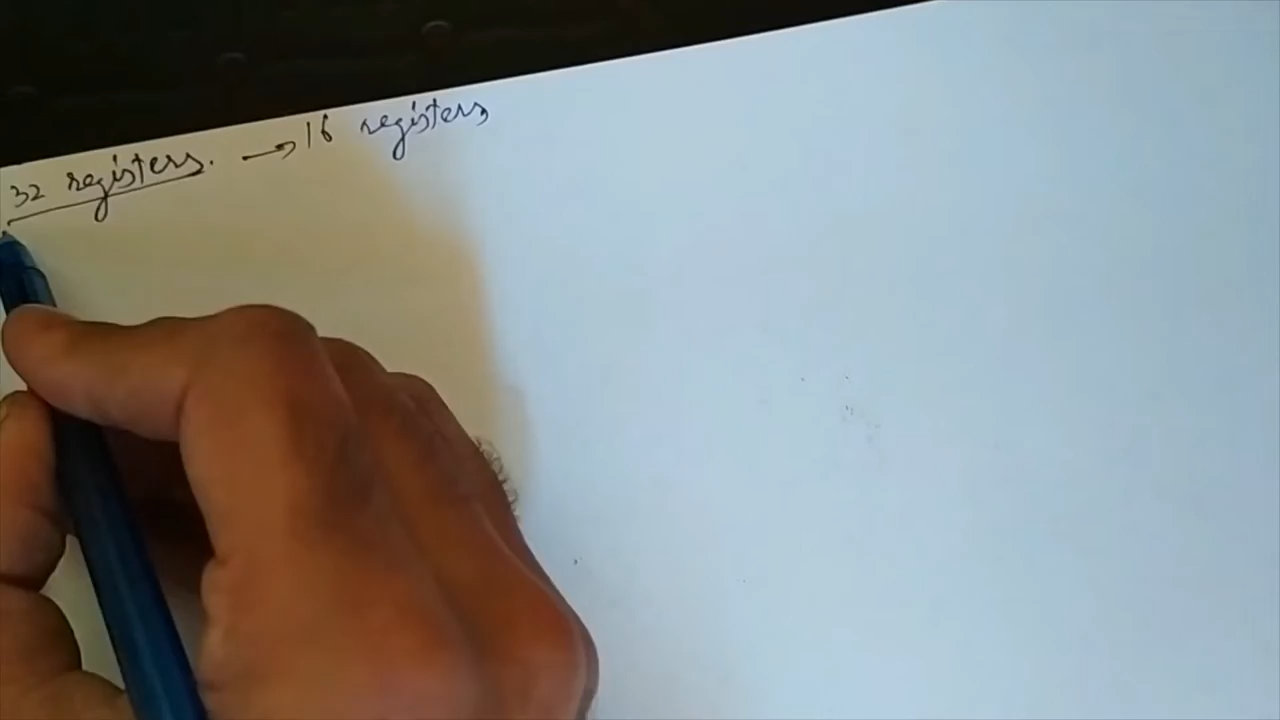 32 registers. → 16 registers